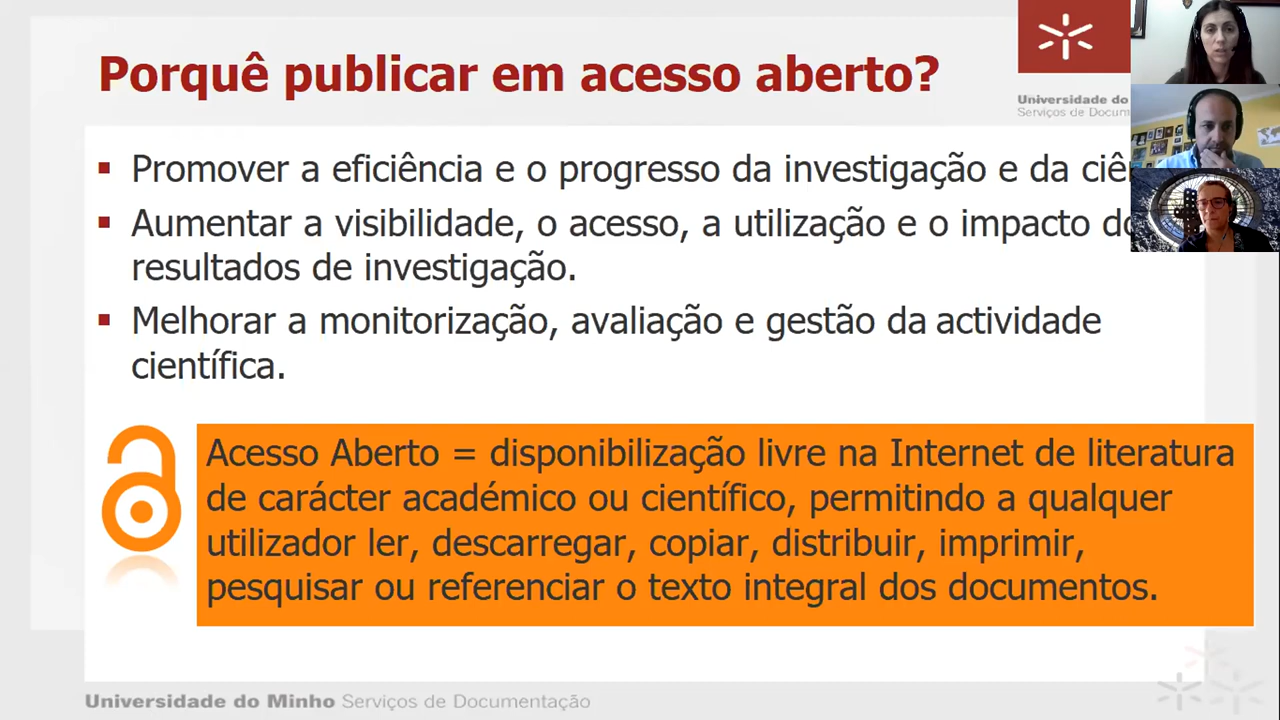 Porquê publicar em acesso aberto?
Universidade do
Serviços de Docum
Promover a eficiência e o progresso da investigação e da ciê
Aumentar a visibilidade, o acesso, a utilização e o impacto do
resultados de investigação.
Melhorar a monitorização, avaliação e gestão da actividade
científica.
Acesso Aberto = disponibilização livre na Internet de literatura
de carácter académico ou científico, permitindo a qualquer
utilizador ler, descarregar, copiar, distribuir, imprimir,
pesquisar ou referenciar o texto integral dos documentos.
Universidade do Minho Serviços de Documentação